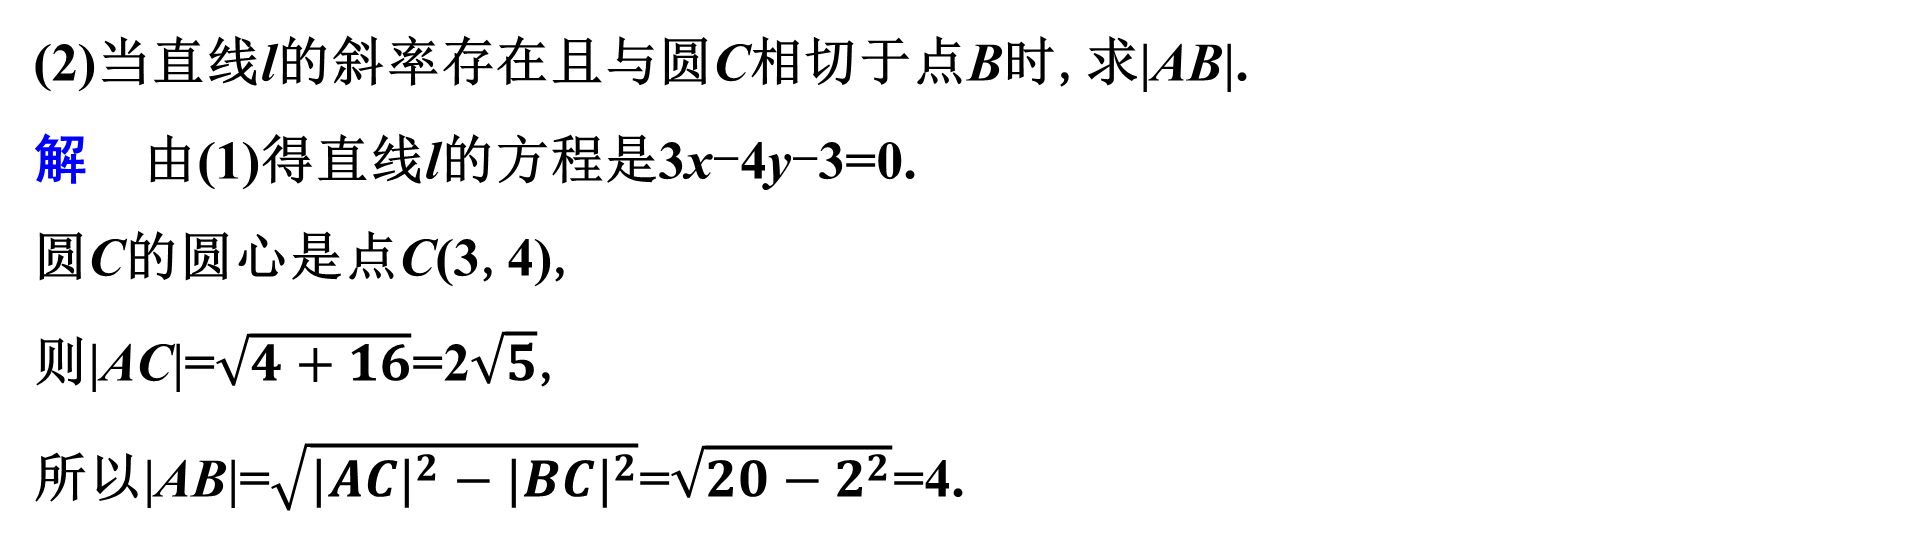 (2)当直线l的斜率存在且与圆C相切于点B时, 求|AB|.
解 由(1)得直线l的方程是3x−4y−3=0.
圆C的圆心是点C(3, 4),
则|AC|=√(4 + 16)=2√5,
所以|AB|=√(|AC|² − |BC|²)=√(20 − 2²)=4.